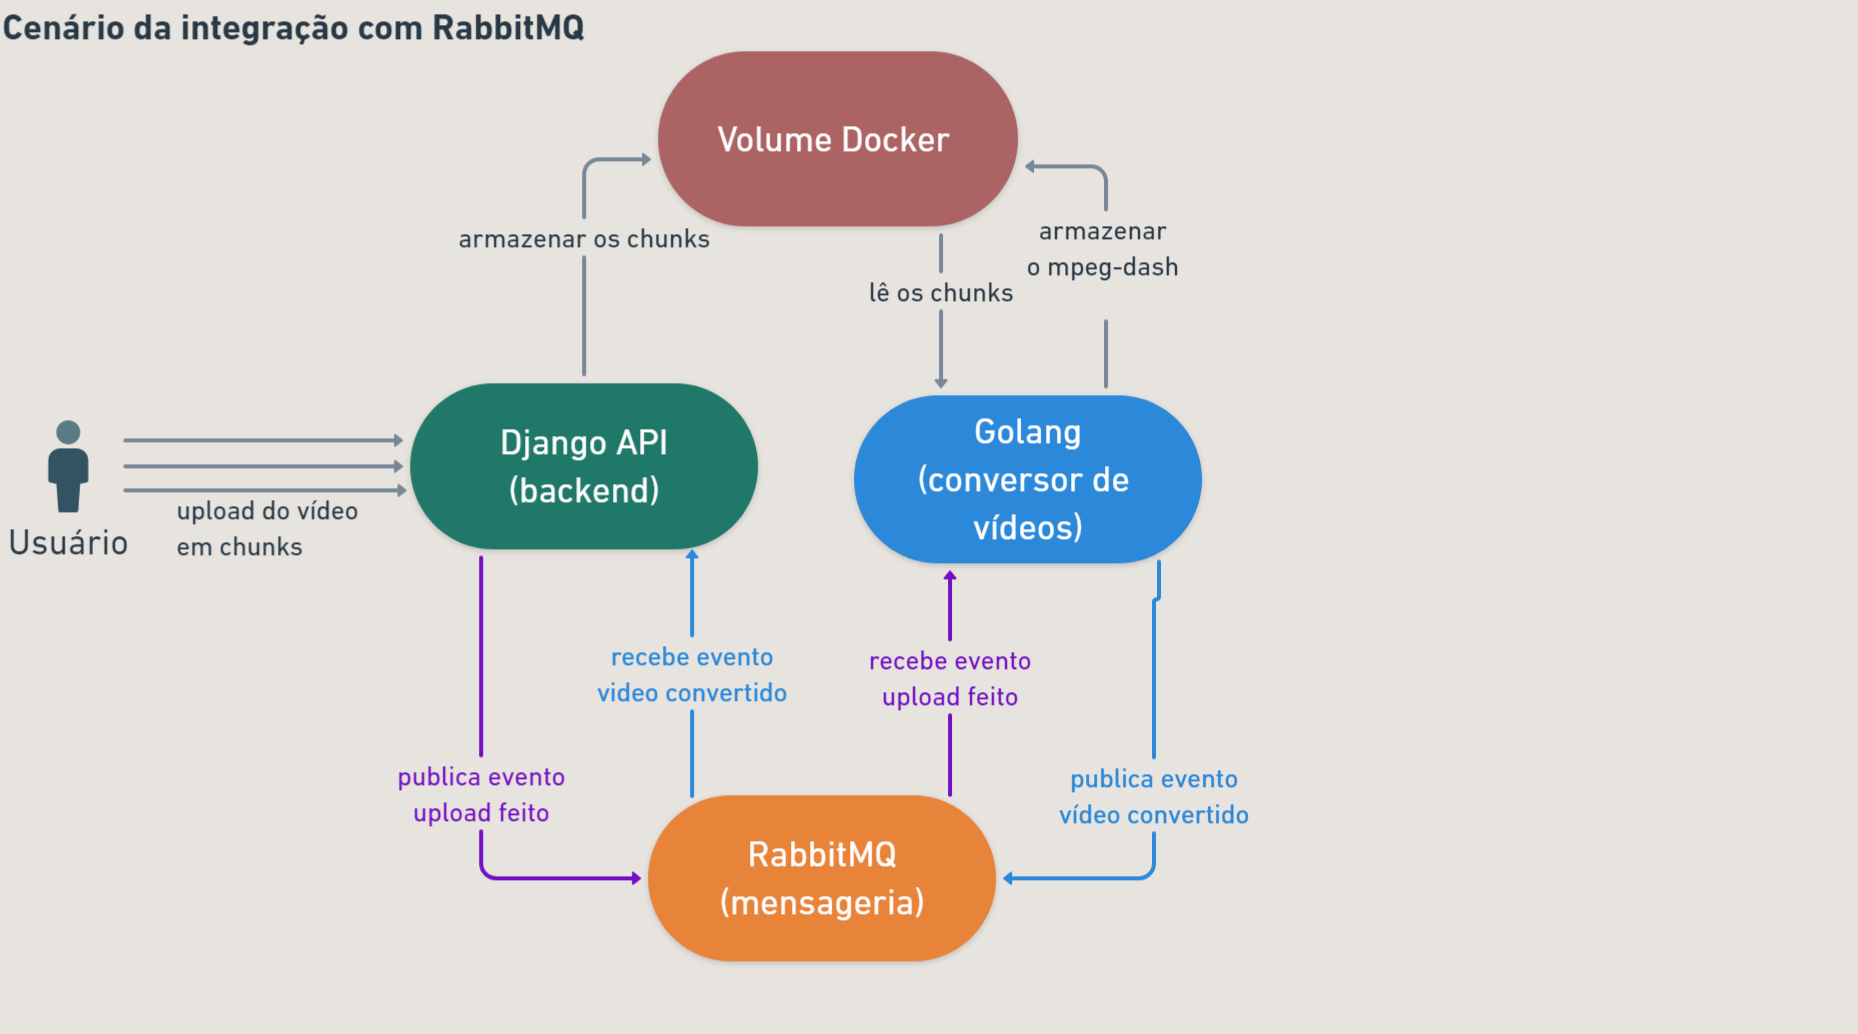 Cenário da integração com RabbitMQ
Volume Docker
armazenar os chunks
armazenar
o mpeg-dash
lê os chunks
Django API
(backend)
Golang
(conversor de
vídeos)
Usuário
upload do vídeo
em chunks
recebe evento
video convertido
recebe evento
upload feito
publica evento
upload feito
publica evento
vídeo convertido
RabbitMQ
(mensageria)